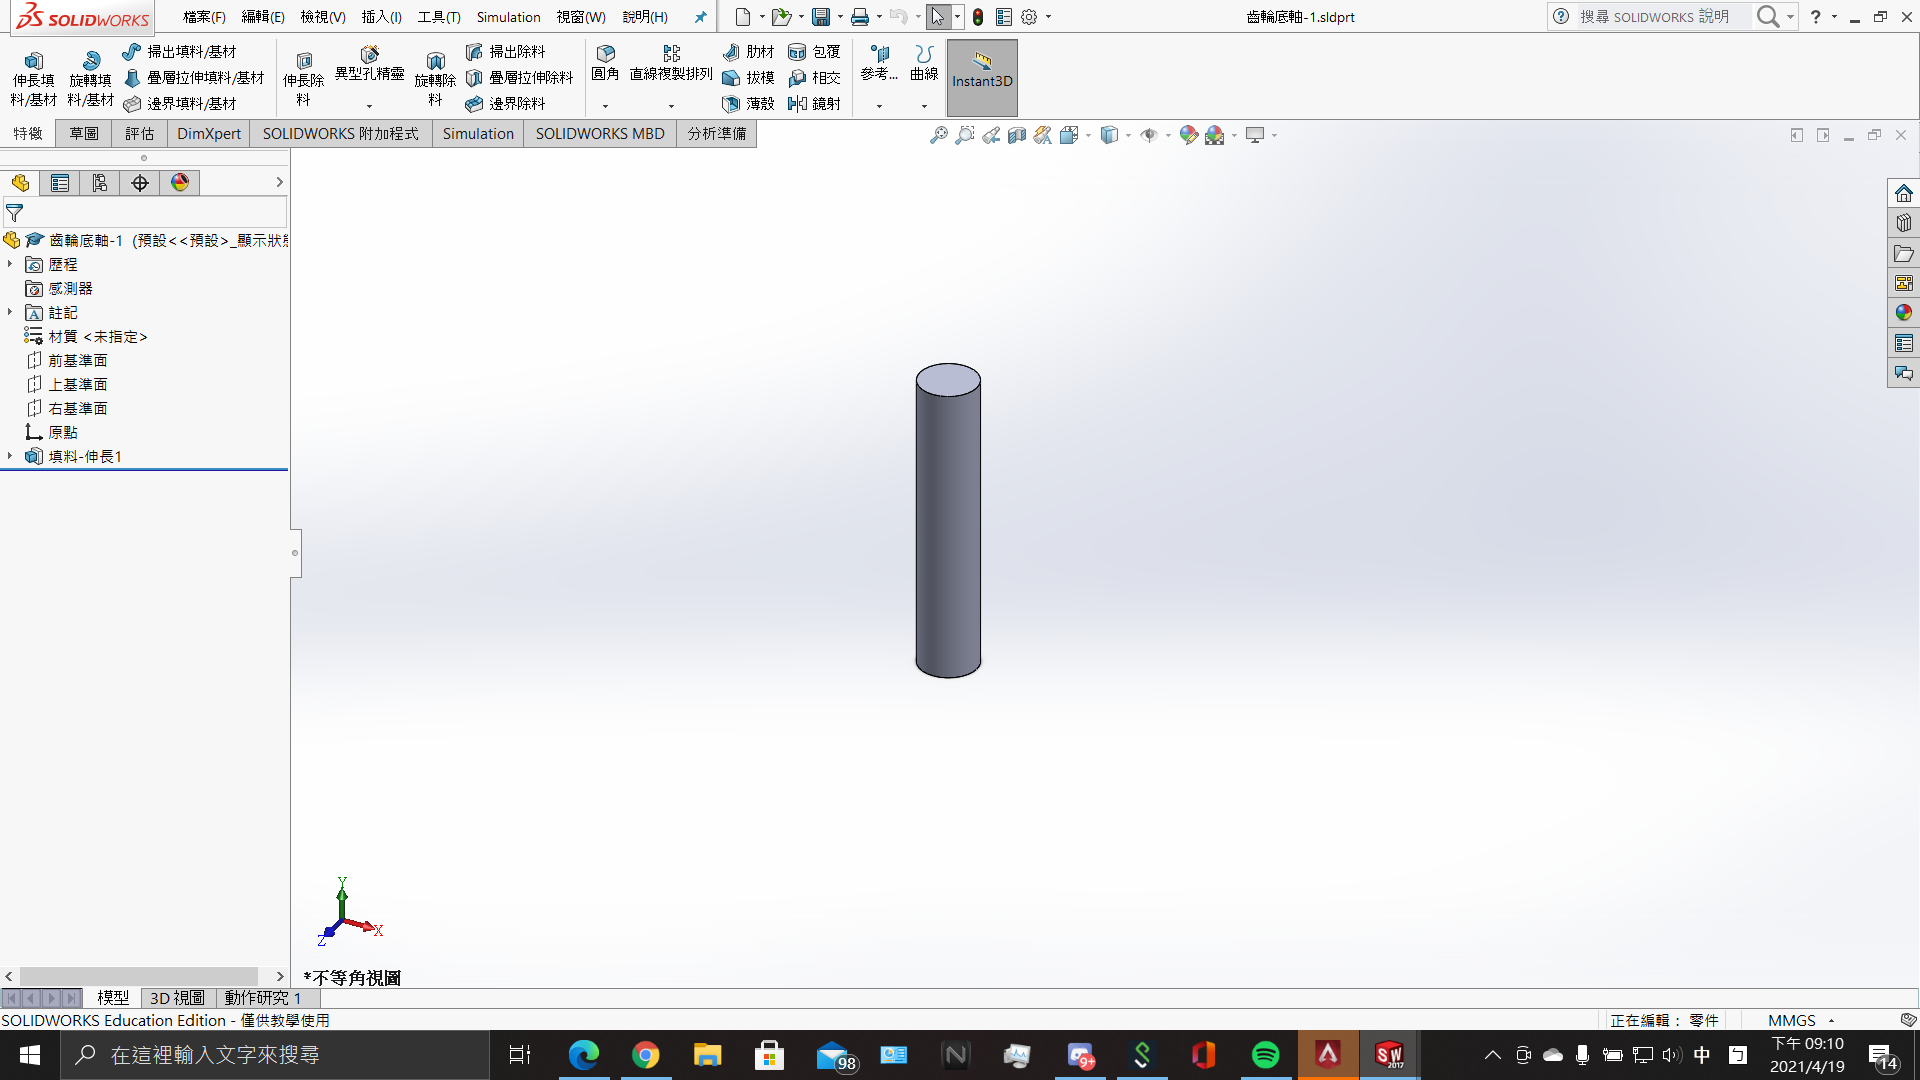 SOLIDWORKS 檔案(F) 編輯(E) 檢視(V) 插入(I) 工具(T) Simulation 視窗(W) 說明(H) 齒輪底軸-1.sldprt 搜尋 SOLIDWORKS 說明
伸長填料/基材
旋轉填料/基材
掃出填料/基材
疊層拉伸填料/基材
邊界填料/基材
伸長除料
異型孔精靈
旋轉除料
掃出除料
疊層拉伸除料
邊界除料
圓角
直線複製排列
肋材
拔模
薄殼
包覆
相交
鏡射
參考...
曲線
Instant3D
特徵 草圖 評估 DimXpert SOLIDWORKS 附加程式 Simulation SOLIDWORKS MBD 分析準備
齒輪底軸-1 (預設<<預設>_顯示狀態
歷程
感測器
註記
材質 <未指定>
前基準面
上基準面
右基準面
原點
填料-伸長1
Y
X
Z
*不等角視圖
模型 3D 視圖 動作研究 1
SOLIDWORKS Education Edition - 僅供教學使用 正在編輯： 零件 MMGS
在這裡輸入文字來搜尋 98 9+ SW 2017 中 下午 09:10
2021/4/19 14